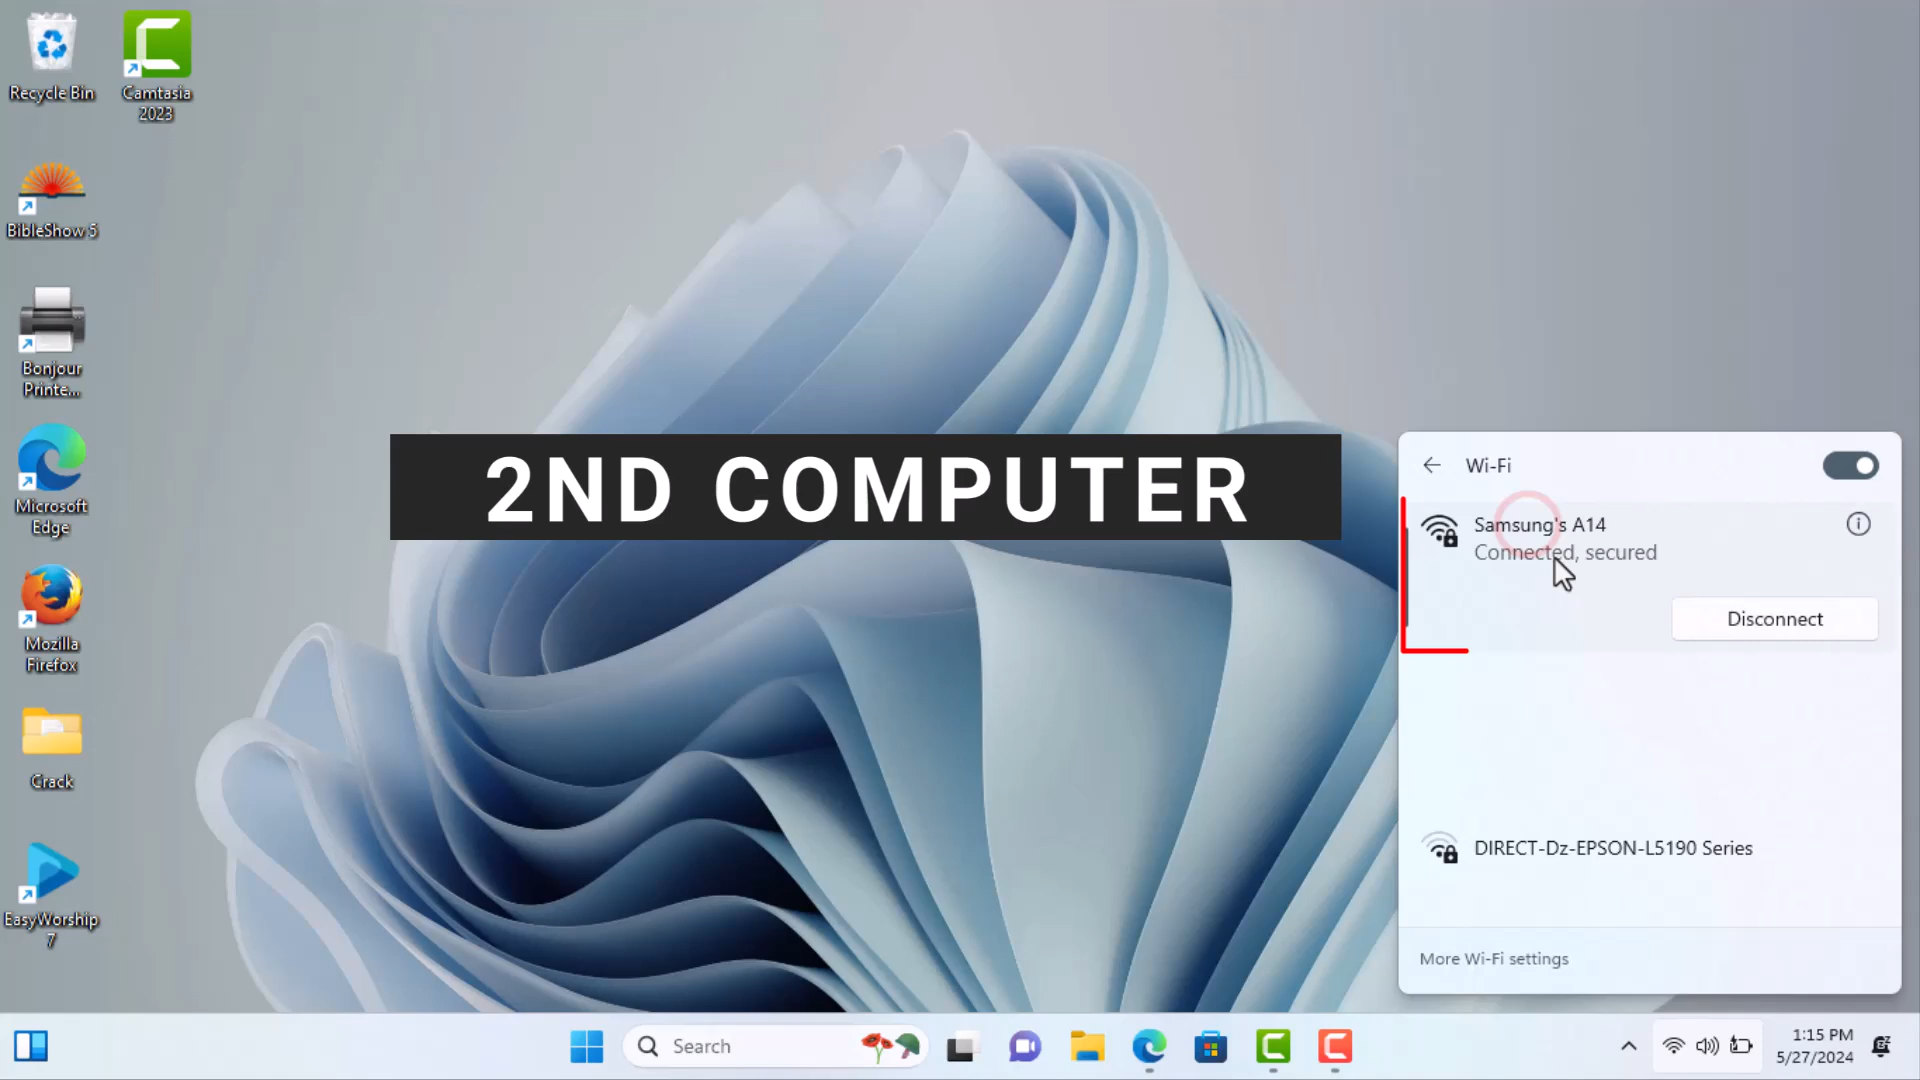 Recycle Bin
Camtasia
2023
BibleShow 5
Bonjour
Printe...
Microsoft
Edge
Mozilla
Firefox
Crack
EasyWorship
7
2ND COMPUTER
Wi-Fi
Samsung's A14
Connected, secured
Disconnect
DIRECT-Dz-EPSON-L5190 Series
More Wi-Fi settings
Search
1:15 PM
5/27/2024